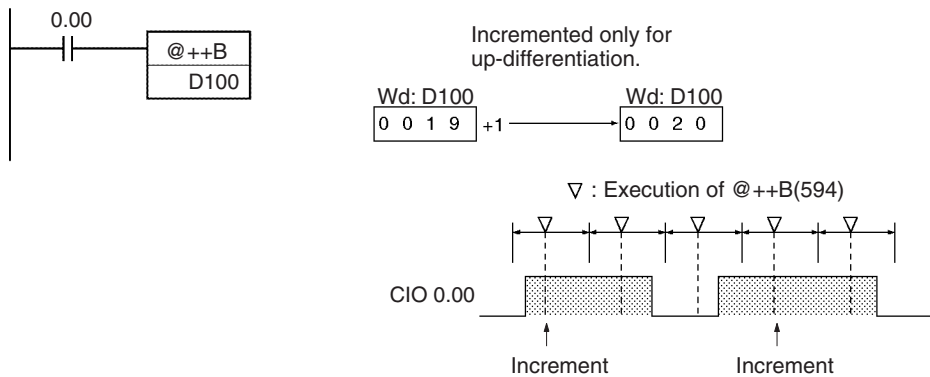 0.00
@++B
D100
Incremented only for
up-differentiation.
Wd: D100
Wd: D100
0 0 1 9 +1 0 0 2 0
▽ : Execution of @++B(594)
CIO 0.00
Increment
Increment